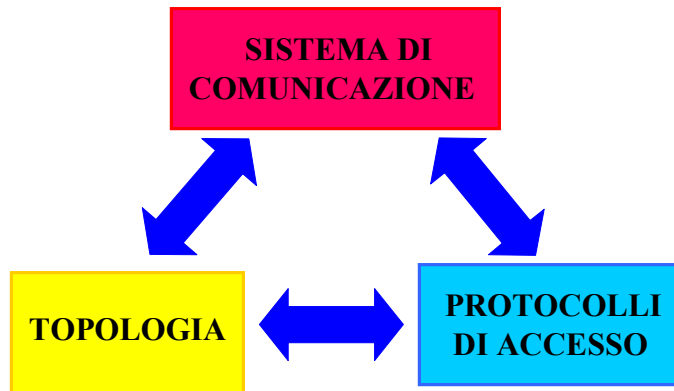 SISTEMA DI
COMUNICAZIONE
TOPOLOGIA
PROTOCOLLI
DI ACCESSO